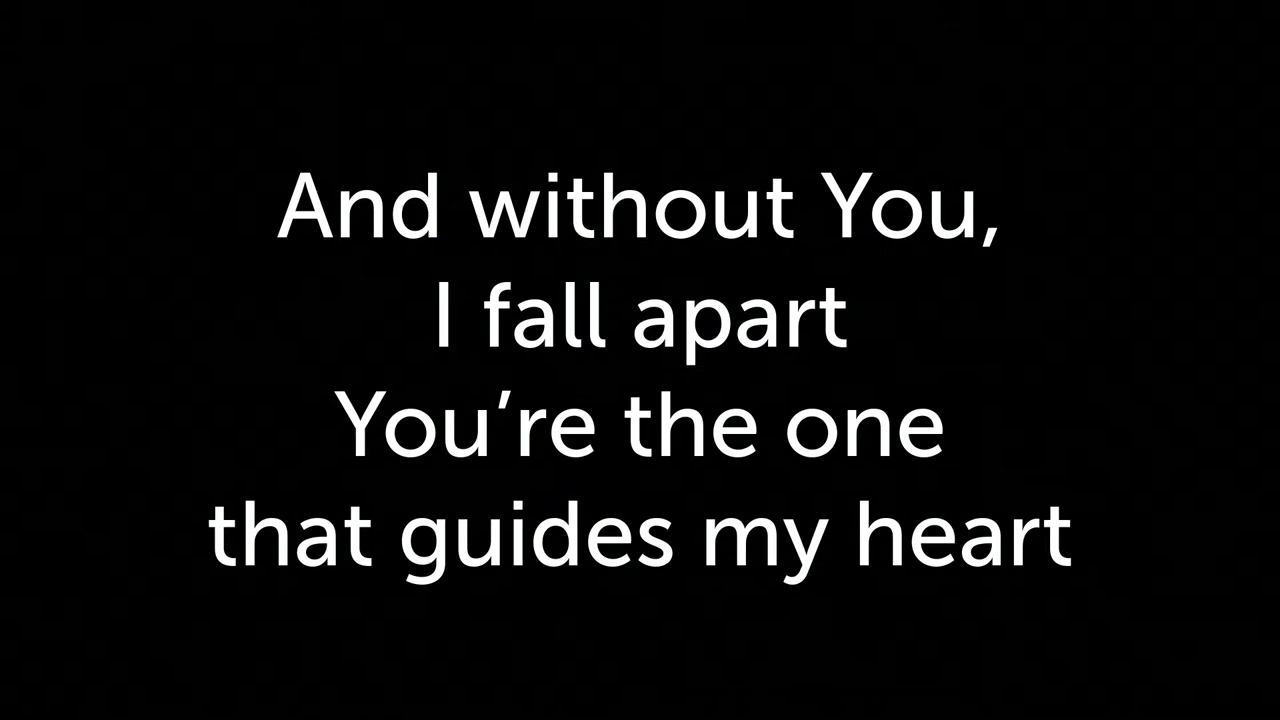 And without You,
I fall apart
You’re the one
that guides my heart